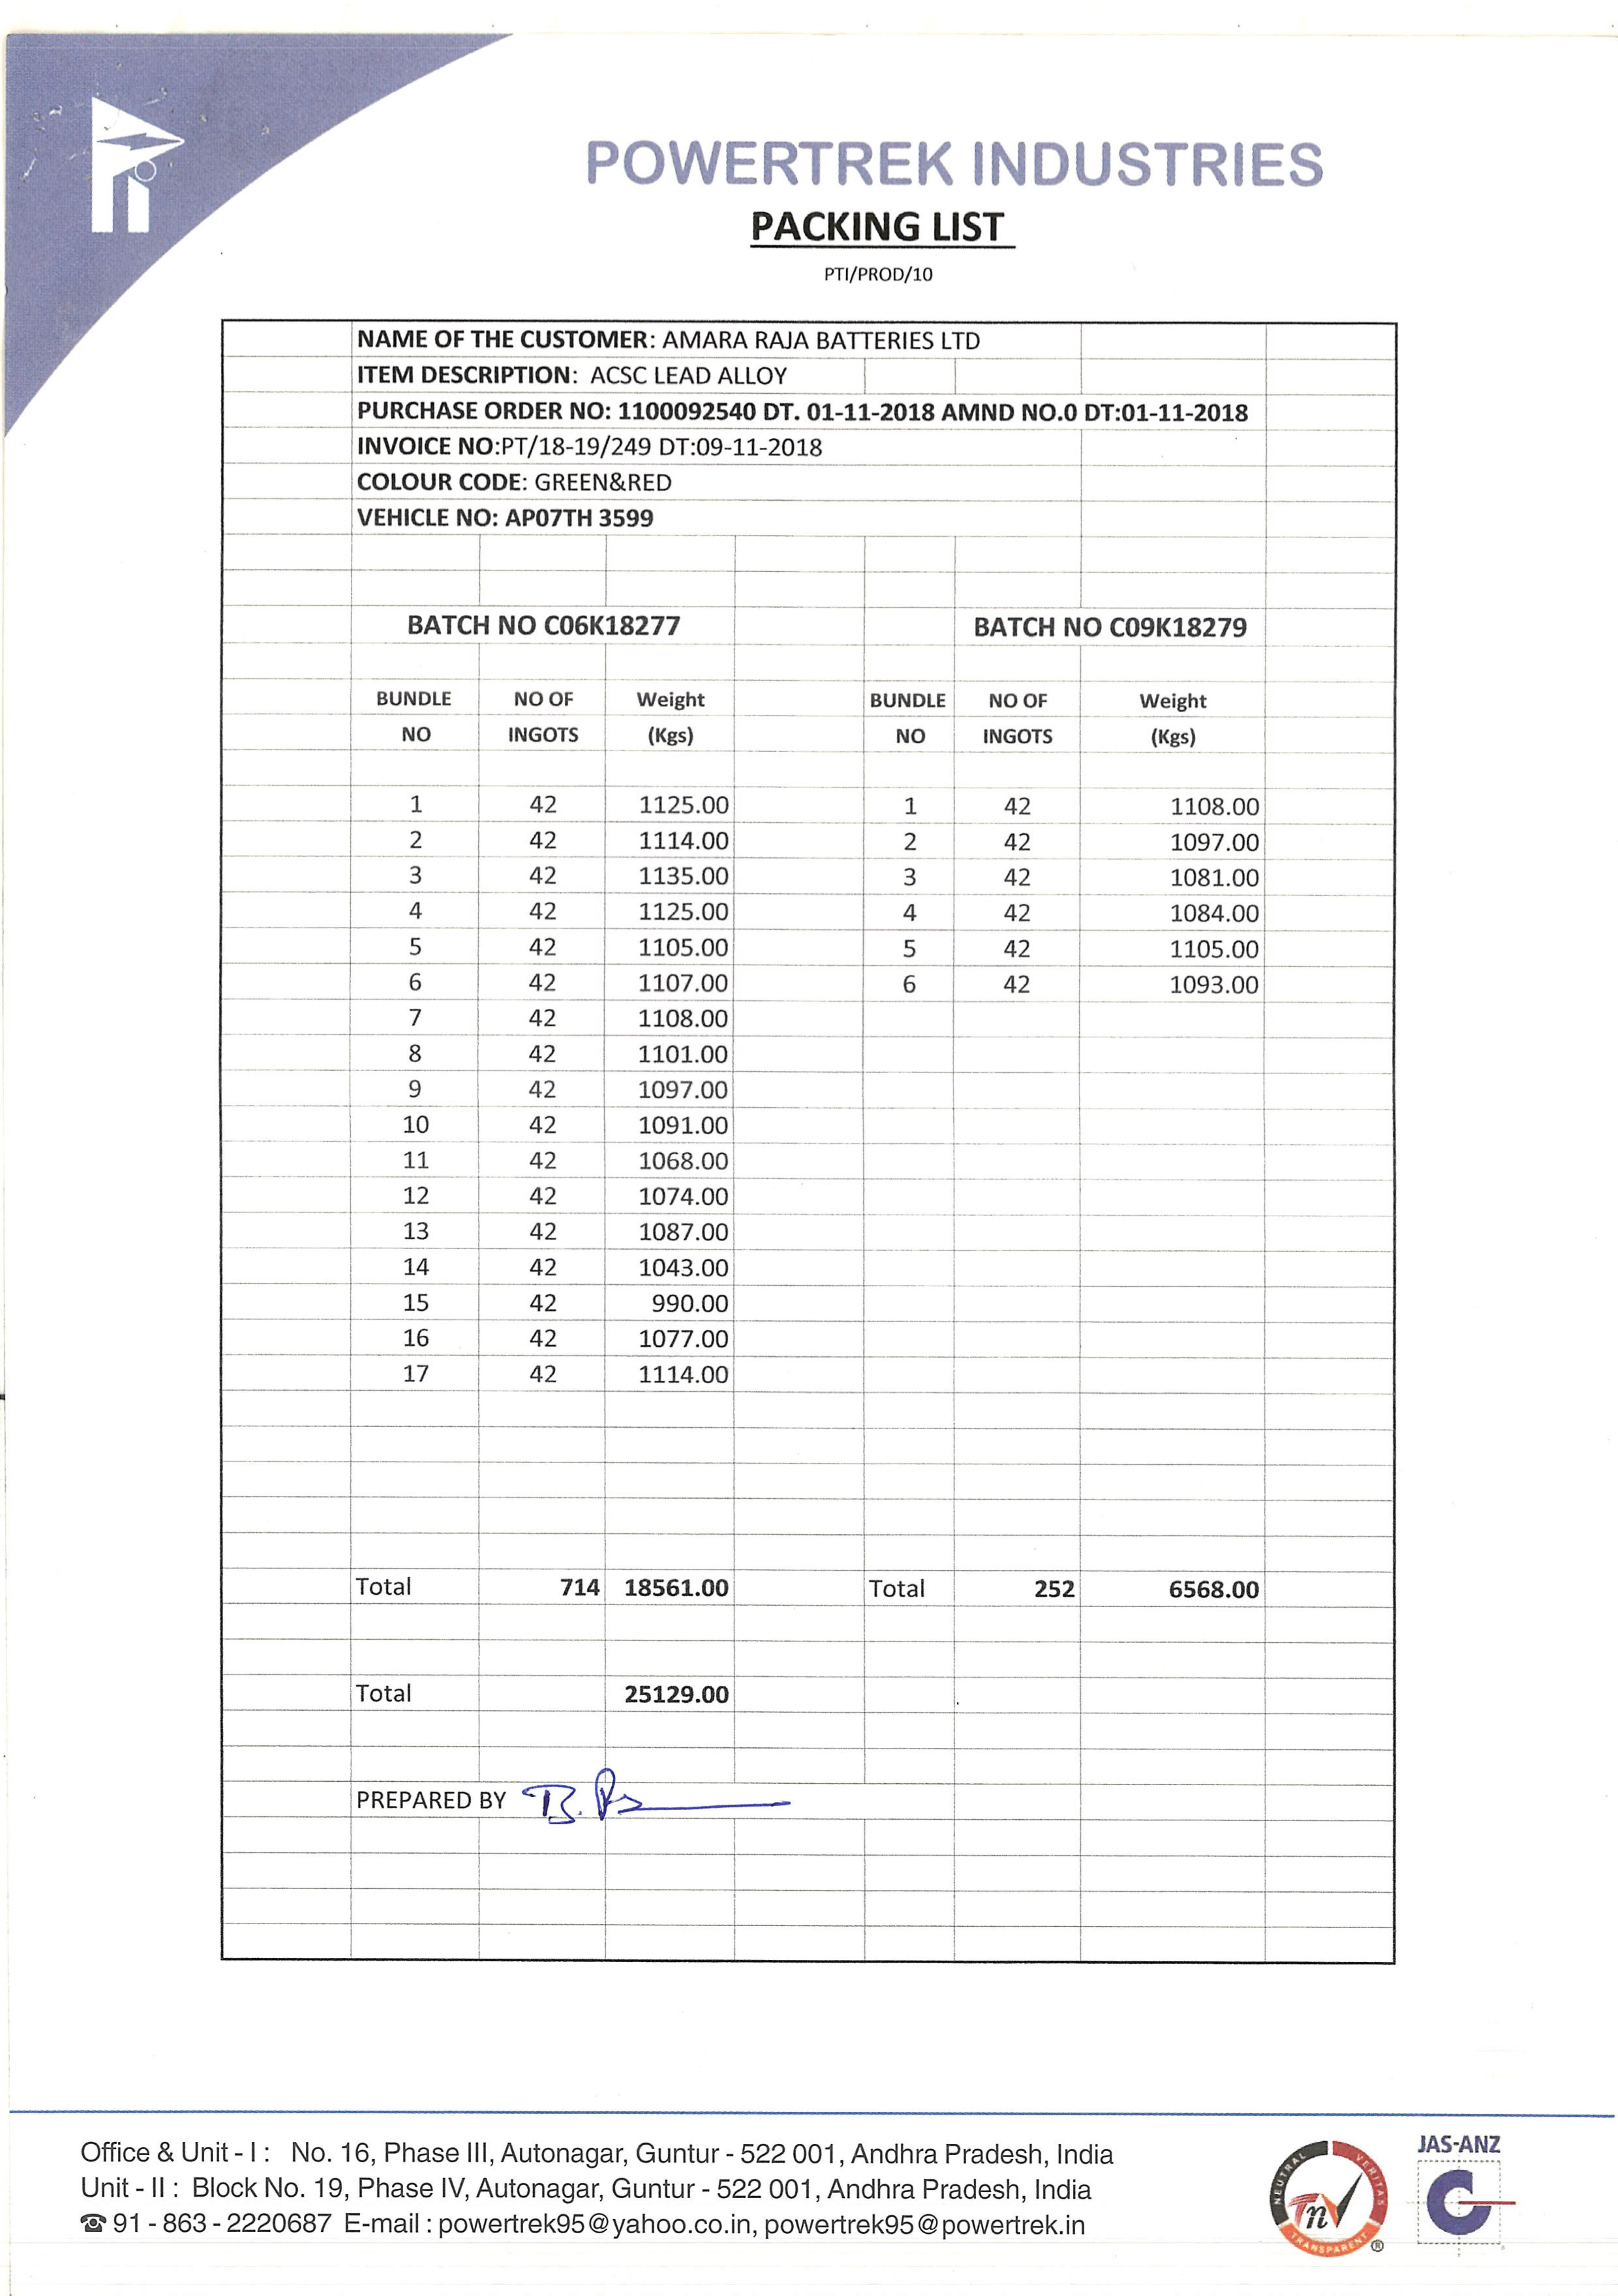 POWERTREK INDUSTRIES
PACKING LIST
PTI/PROD/10
NAME OF THE CUSTOMER: AMARA RAJA BATTERIES LTD
ITEM DESCRIPTION: ACSC LEAD ALLOY
PURCHASE ORDER NO: 1100092540 DT. 01-11-2018 AMND NO.0 DT:01-11-2018
INVOICE NO:PT/18-19/249 DT:09-11-2018
COLOUR CODE: GREEN&RED
VEHICLE NO: AP07TH 3599
BATCH NO C06K18277 BATCH NO C09K18279
BUNDLE NO OF Weight BUNDLE NO OF Weight
NO INGOTS (Kgs) NO INGOTS (Kgs)
1 42 1125.00 1 42 1108.00
2 42 1114.00 2 42 1097.00
3 42 1135.00 3 42 1081.00
4 42 1125.00 4 42 1084.00
5 42 1105.00 5 42 1105.00
6 42 1107.00 6 42 1093.00
7 42 1108.00
8 42 1101.00
9 42 1097.00
10 42 1091.00
11 42 1068.00
12 42 1074.00
13 42 1087.00
14 42 1043.00
15 42 990.00
16 42 1077.00
17 42 1114.00
Total 714 18561.00 Total 252 6568.00
Total 25129.00
PREPARED BY
Office & Unit - I : No. 16, Phase III, Autonagar, Guntur - 522 001, Andhra Pradesh, India
Unit - II : Block No. 19, Phase IV, Autonagar, Guntur - 522 001, Andhra Pradesh, India
☎ 91 - 863 - 2220687 E-mail : powertrek95@yahoo.co.in, powertrek95@powertrek.in
NEUTRAL VERITAS
TNV
TRANSPARENT ®
JAS-ANZ
C